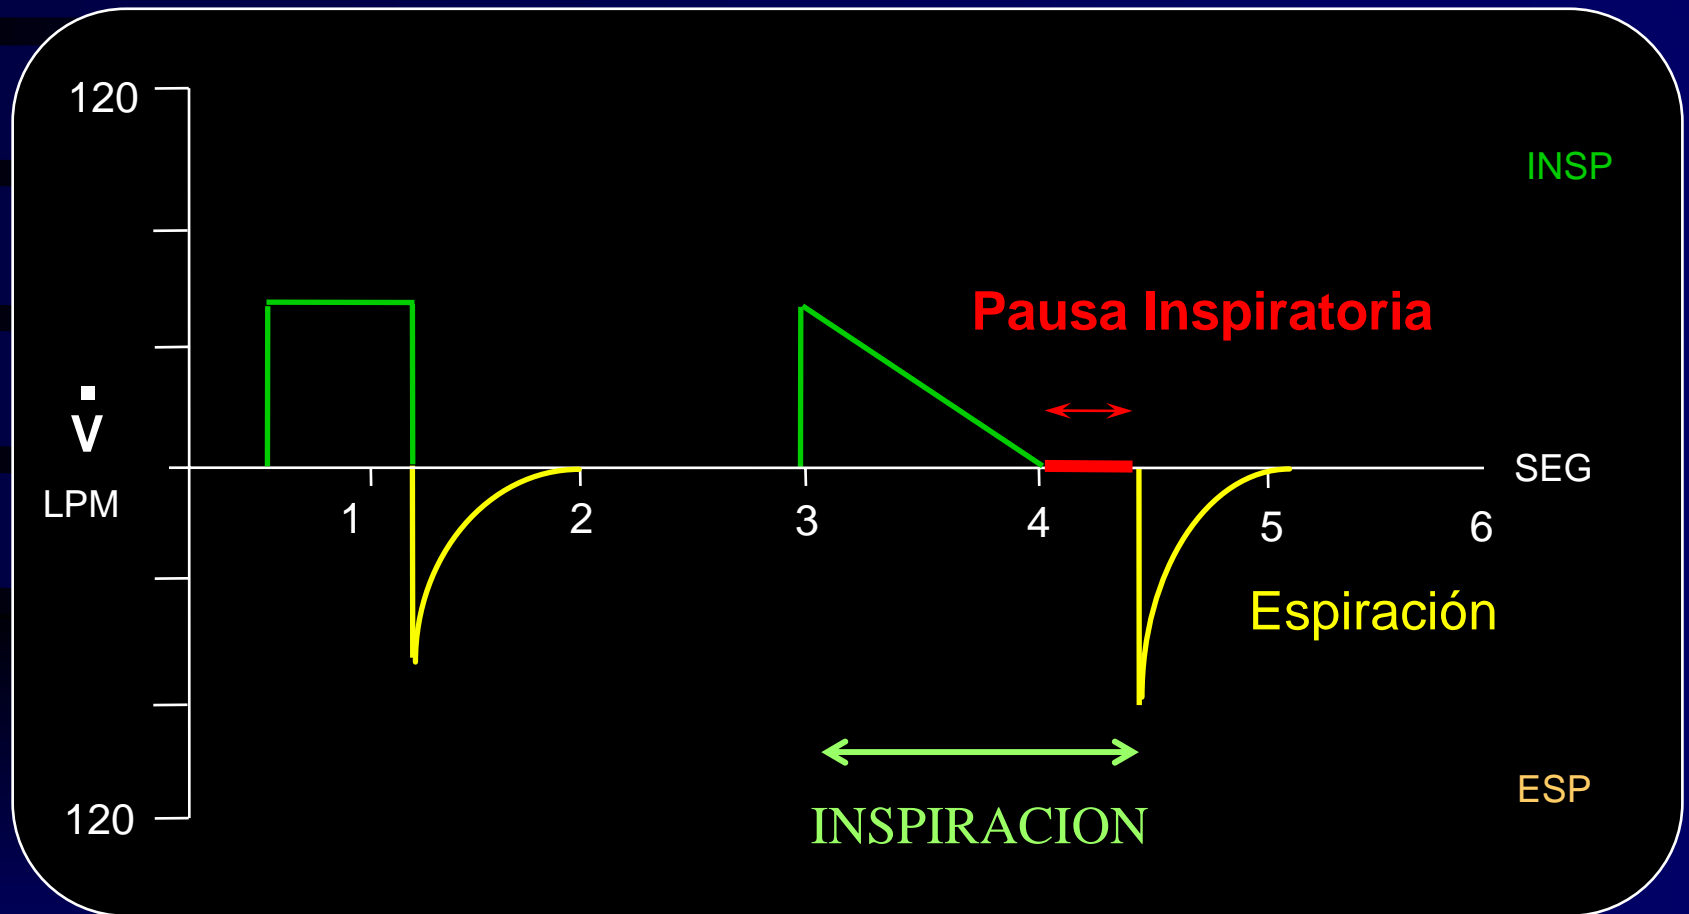 120
INSP
Pausa Inspiratoria
V̇
SEG
LPM
1 2 3 4 5 6
Espiración
ESP
120
INSPIRACION